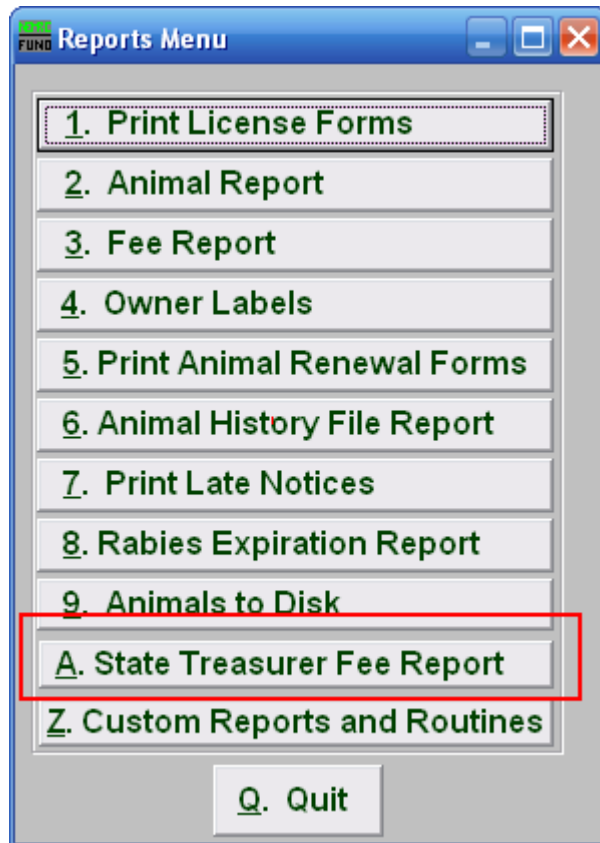 NEMRC
FUND Reports Menu
1. Print License Forms
2. Animal Report
3. Fee Report
4. Owner Labels
5. Print Animal Renewal Forms
6. Animal History File Report
7. Print Late Notices
8. Rabies Expiration Report
9. Animals to Disk
A. State Treasurer Fee Report
Z. Custom Reports and Routines
Q. Quit